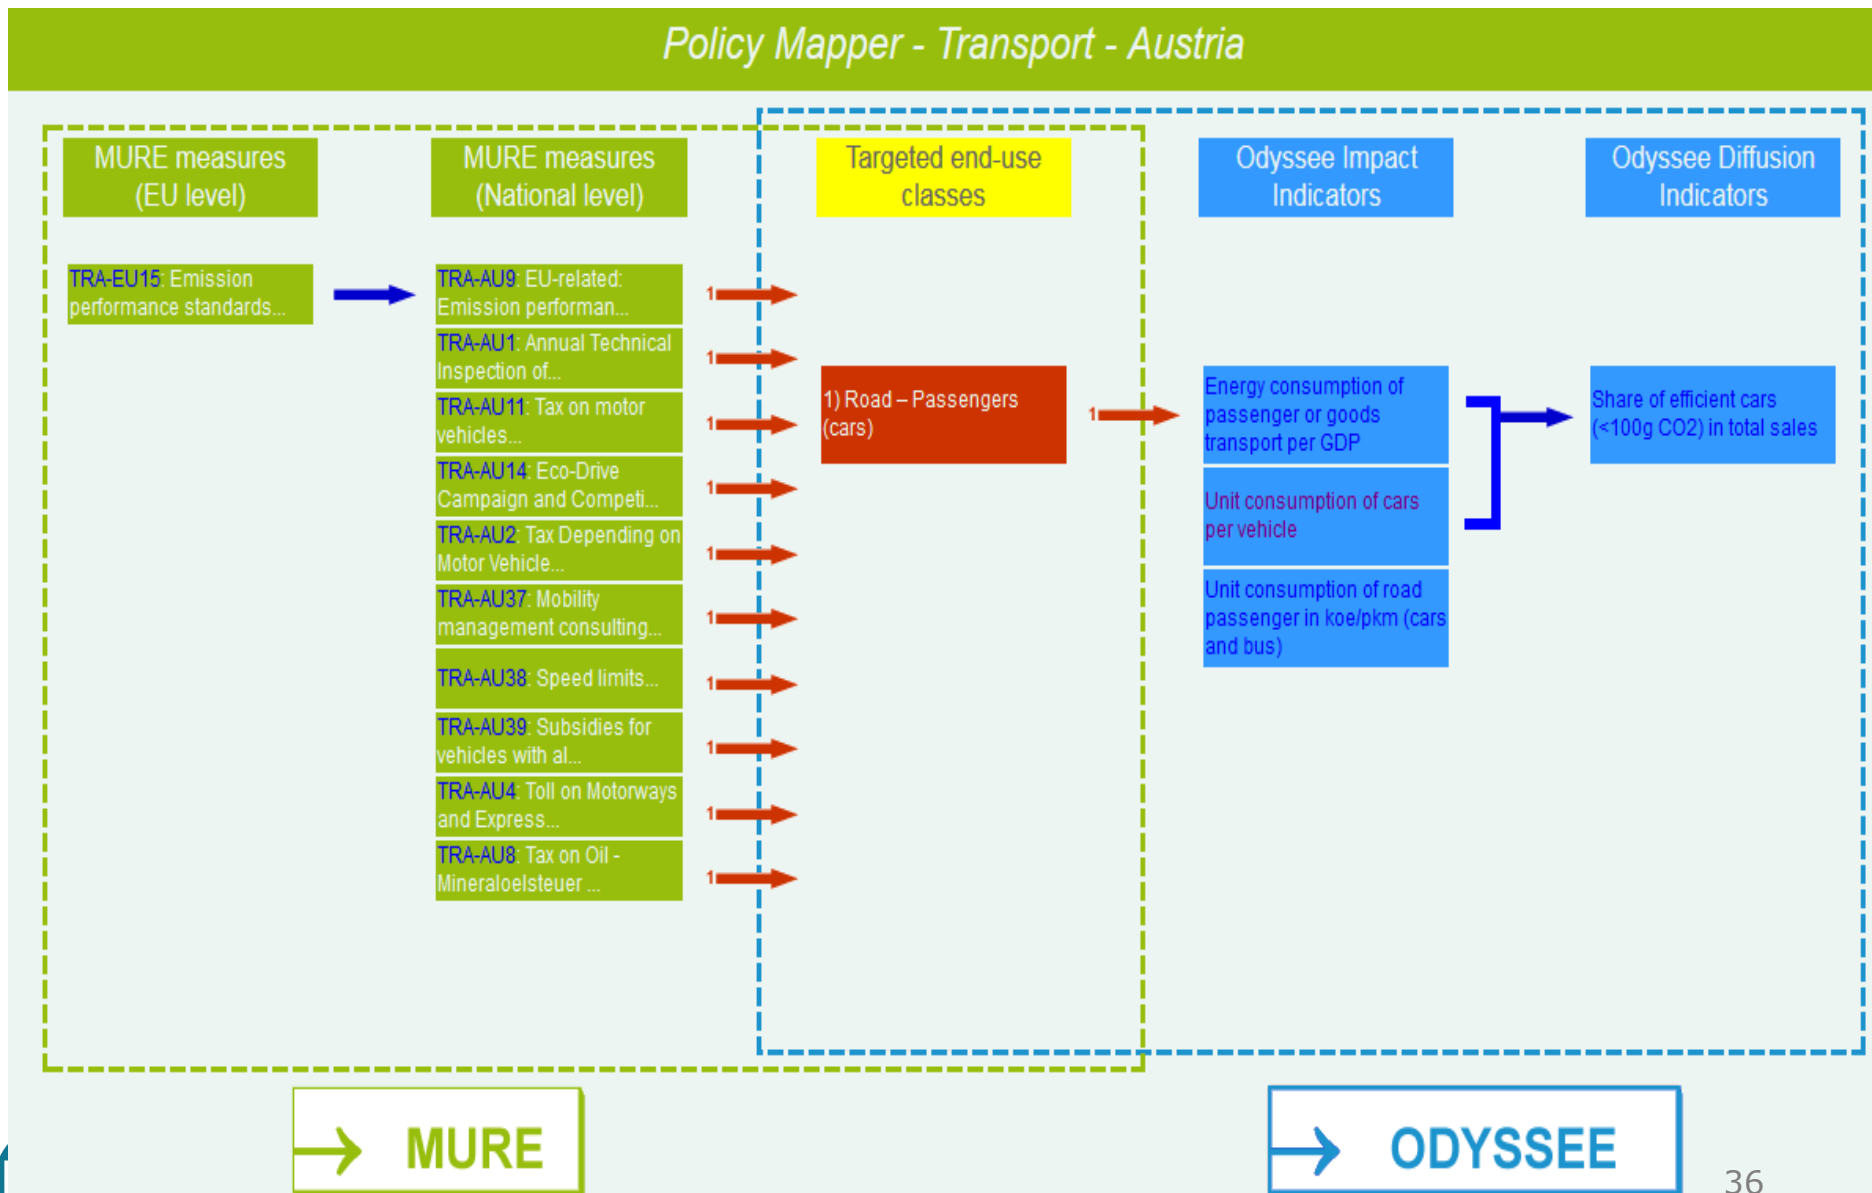 Policy Mapper - Transport - Austria
MURE measures
(EU level)
MURE measures
(National level)
Targeted end-use
classes
Odyssee Impact
Indicators
Odyssee Diffusion
Indicators
TRA-EU15: Emission
performance standards...
TRA-AU9: EU-related:
Emission performan...
1
TRA-AU1: Annual Technical
Inspection of...
1
TRA-AU11: Tax on motor
vehicles...
1
TRA-AU14: Eco-Drive
Campaign and Competi...
1
TRA-AU2: Tax Depending on
Motor Vehicle...
1
TRA-AU37: Mobility
management consulting...
1
TRA-AU38: Speed limits...
1
TRA-AU39: Subsidies for
vehicles with al...
1
TRA-AU4: Toll on Motorways
and Express...
1
TRA-AU8: Tax on Oil -
Mineraloelsteuer ...
1
1) Road – Passengers
(cars)
1
Energy consumption of
passenger or goods
transport per GDP
Unit consumption of cars
per vehicle
Unit consumption of road
passenger in koe/pkm (cars
and bus)
Share of efficient cars
(<100g CO2) in total sales
MURE
ODYSSEE
36